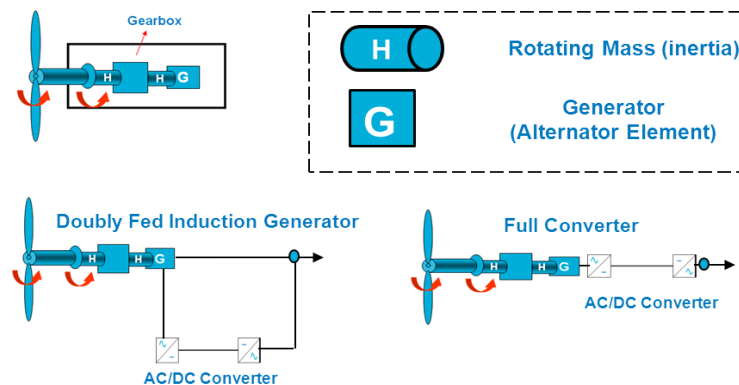 Gearbox
H H G
H
Rotating Mass (inertia)
G
Generator
(Alternator Element)
Doubly Fed Induction Generator
H H G
AC/DC Converter
Full Converter
H H G
AC/DC Converter